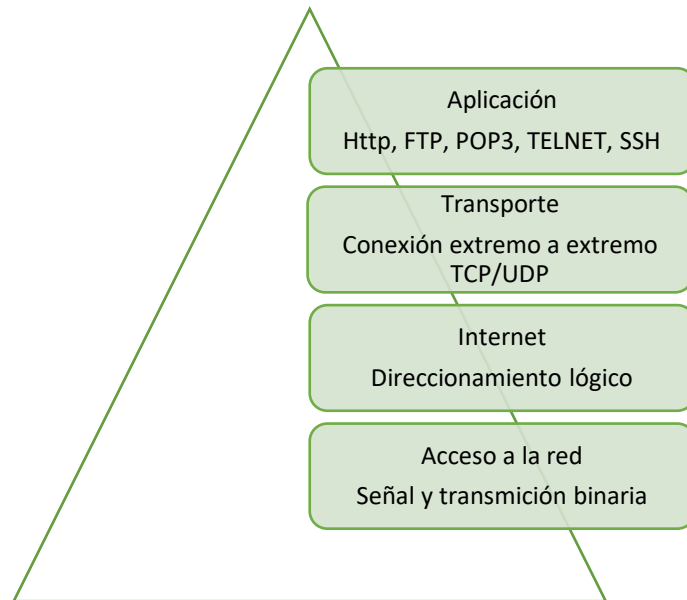 Aplicación
Http, FTP, POP3, TELNET, SSH
Transporte
Conexión extremo a extremo
TCP/UDP
Internet
Direccionamiento lógico
Acceso a la red
Señal y transmición binaria